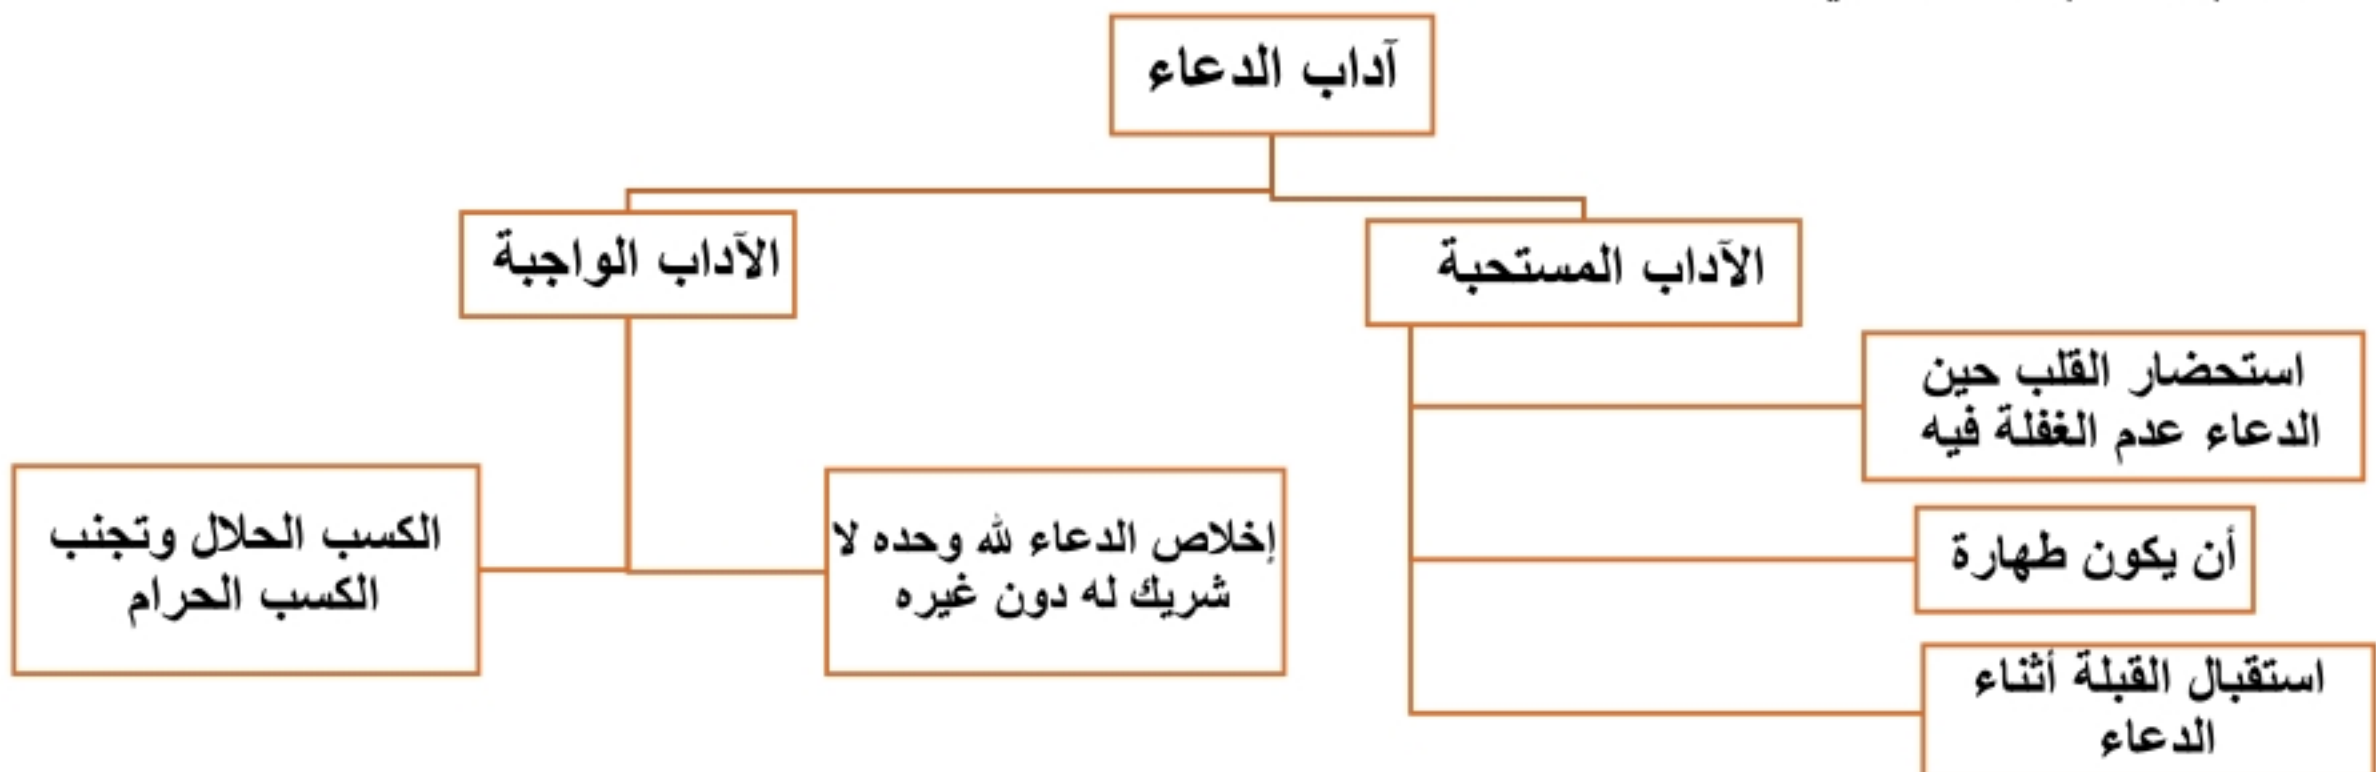 آداب الدعاء
الآداب المستحبة
الآداب الواجبة
استحضار القلب حين
الدعاء عدم الغفلة فيه
أن يكون طهارة
استقبال القبلة أثناء
الدعاء
إخلاص الدعاء لله وحده لا
شريك له دون غيره
الكسب الحلال وتجنب
الكسب الحرام